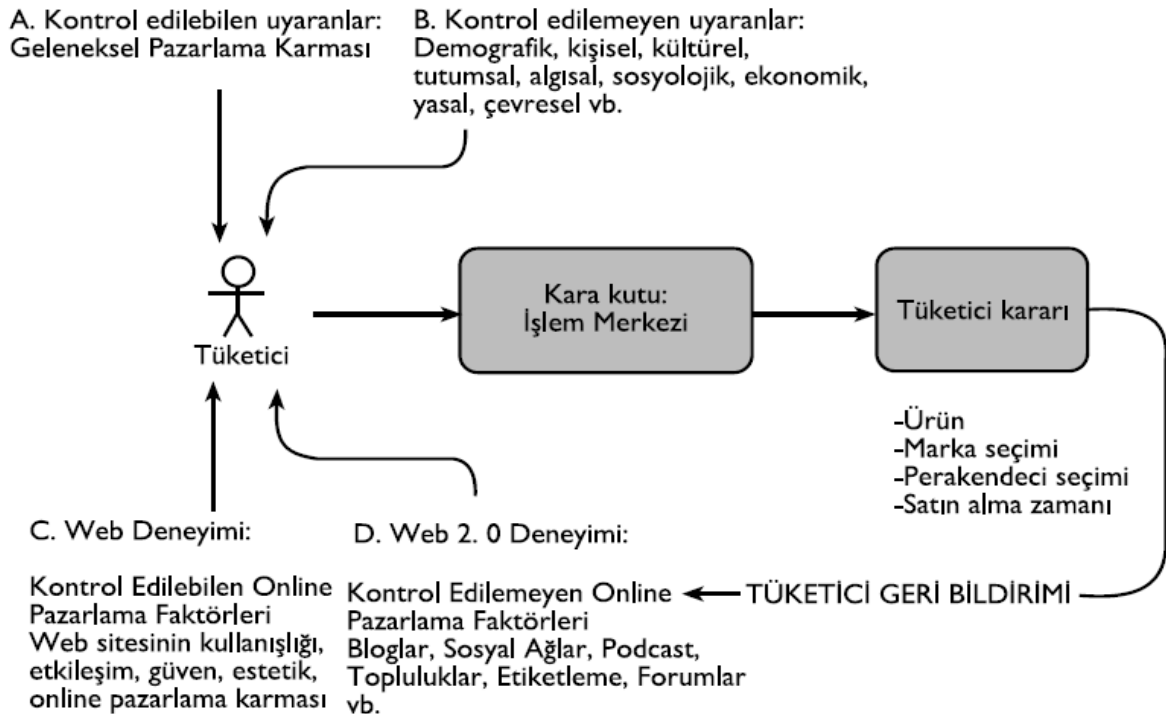 A. Kontrol edilebilen uyaranlar:
Geleneksel Pazarlama Karması
B. Kontrol edilemeyen uyaranlar:
Demografik, kişisel, kültürel,
tutumsal, algısal, sosyolojik, ekonomik,
yasal, çevresel vb.
Tüketici
Kara kutu:
İşlem Merkezi
Tüketici kararı
-Ürün
-Marka seçimi
-Perakendeci seçimi
-Satın alma zamanı
C. Web Deneyimi:
Kontrol Edilebilen Online
Pazarlama Faktörleri
Web sitesinin kullanışlığı,
etkileşim, güven, estetik,
online pazarlama karması
D. Web 2. 0 Deneyimi:
Kontrol Edilemeyen Online
Pazarlama Faktörleri
Bloglar, Sosyal Ağlar, Podcast,
Topluluklar, Etiketleme, Forumlar
vb.
TÜKETİCİ GERİ BİLDİRİMİ